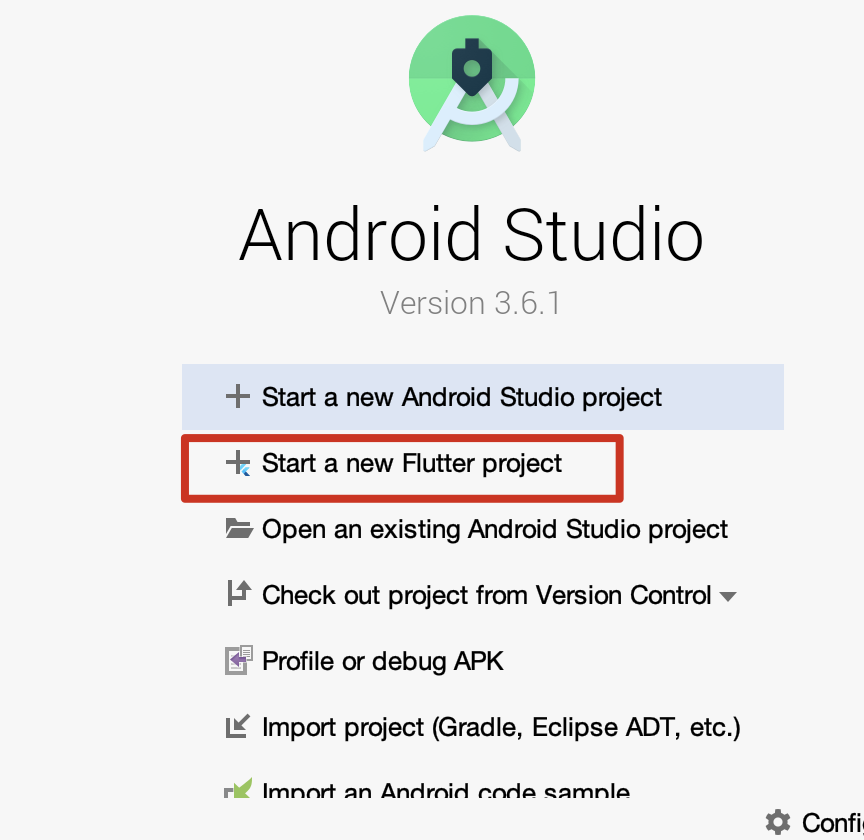 Android Studio
Version 3.6.1
Start a new Android Studio project
Start a new Flutter project
Open an existing Android Studio project
Check out project from Version Control
Profile or debug APK
Import project (Gradle, Eclipse ADT, etc.)
Import an Android code sample